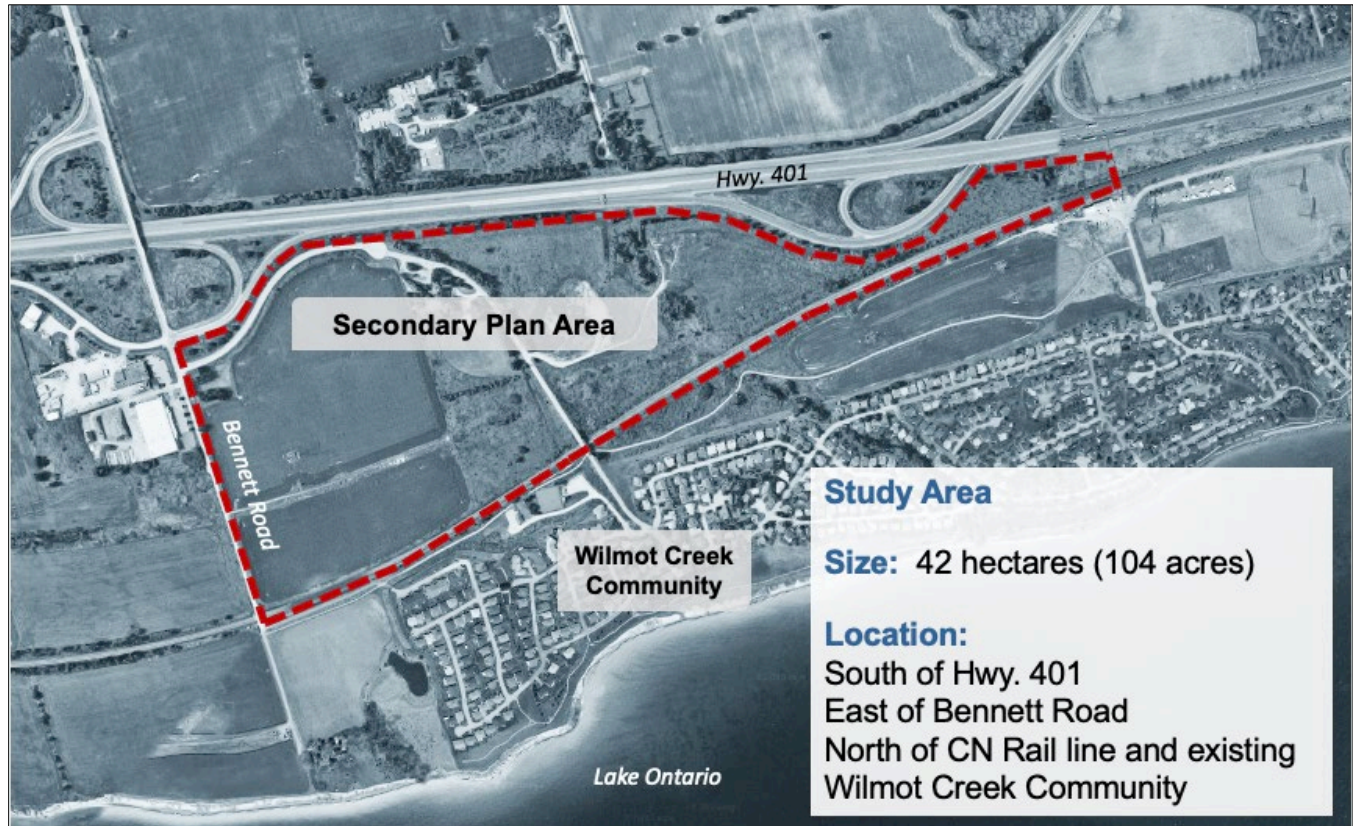 Hwy. 401
Secondary Plan Area
Bennett Road
Wilmot Creek
Community
Lake Ontario
Study Area
Size: 42 hectares (104 acres)
Location:
South of Hwy. 401
East of Bennett Road
North of CN Rail line and existing
Wilmot Creek Community